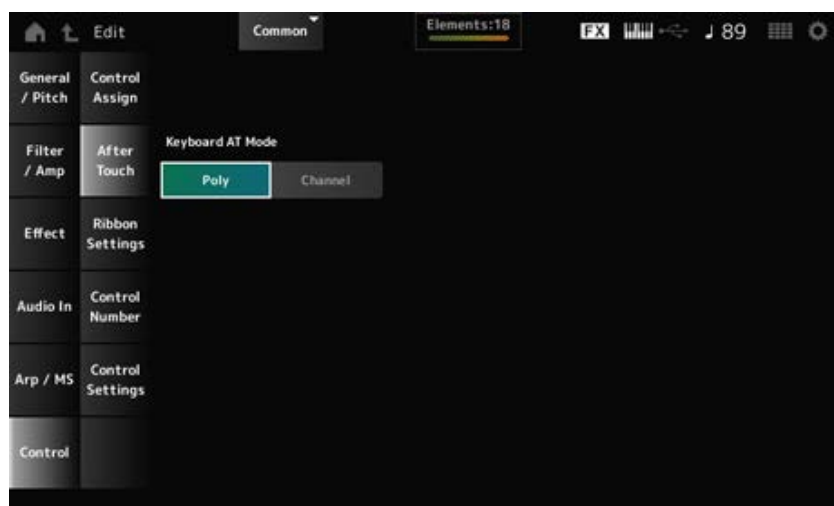 Edit
Common
Elements:18
FX
♩ 89
General
/ Pitch
Control
Assign
Filter
/ Amp
After
Touch
Keyboard AT Mode
Poly
Channel
Effect
Ribbon
Settings
Audio In
Control
Number
Arp / MS
Control
Settings
Control